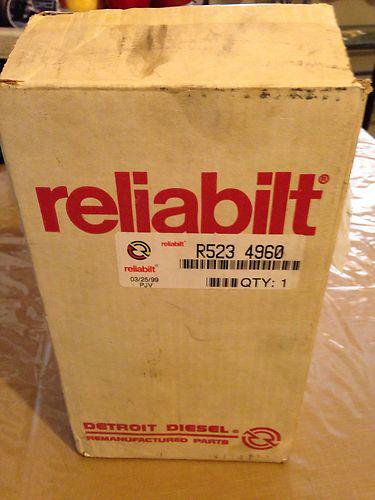 reliabilt®
reliabilt® R523 4960
reliabilt®
03/25/99
PJV
QTY: 1
DETROIT DIESEL®
REMANUFACTURED PARTS